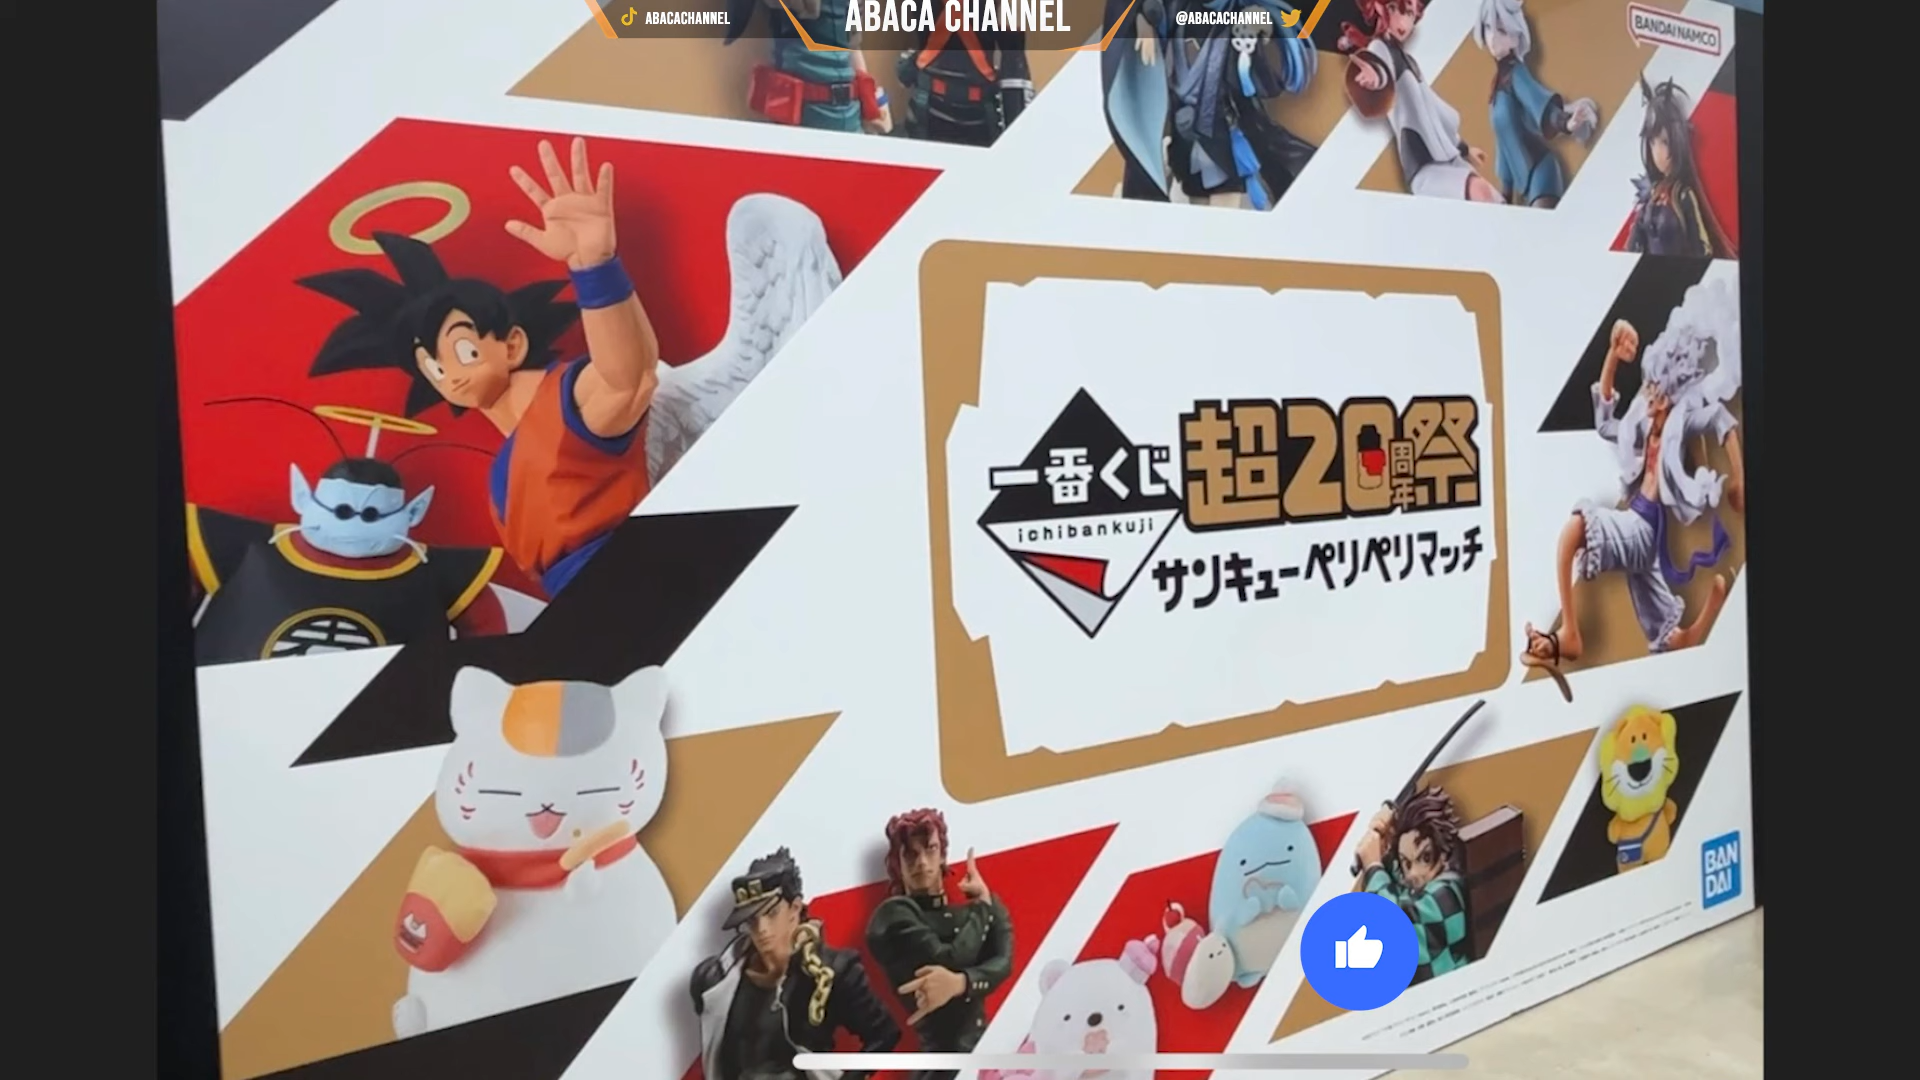 ABACACHANNEL
ABACA CHANNEL
@ABACACHANNEL
BANDAI NAMCO
一番くじ
ichibankuji
超20周年祭
サンキューペリペリマッチ
BAN
DAI